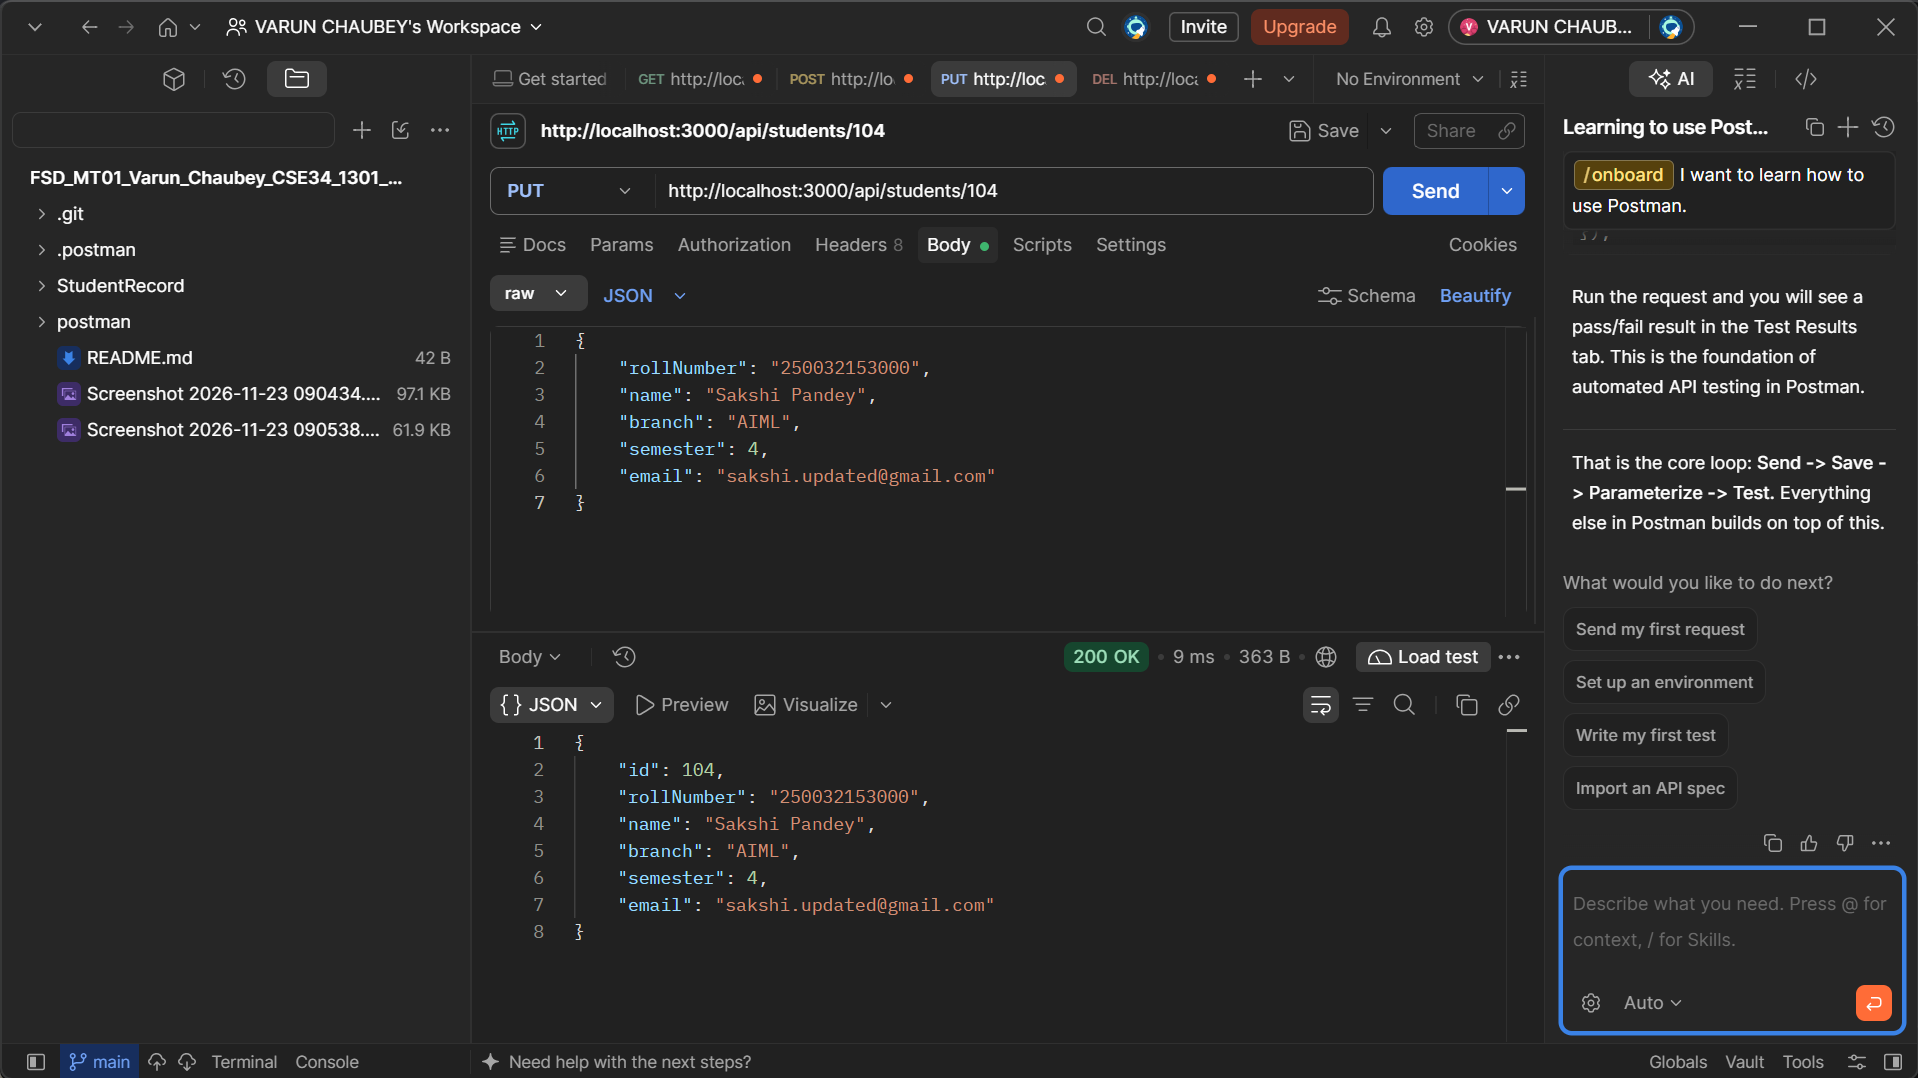 VARUN CHAUBEY's Workspace
Invite
Upgrade
V
VARUN CHAUB...
Get started
GET http://loc
POST http://lo
PUT http://loc
DEL http://loc
No Environment
AI
FSD_MT01_Varun_Chaubey_CSE34_1301_...
.git
.postman
StudentRecord
postman
README.md 42 B
Screenshot 2026-11-23 090434.... 97.1 KB
Screenshot 2026-11-23 090538.... 61.9 KB
HTTP
http://localhost:3000/api/students/104
Save
Share
PUT
http://localhost:3000/api/students/104
Send
Docs
Params
Authorization
Headers 8
Body
Scripts
Settings
Cookies
raw
JSON
Schema
Beautify
1 {
2 "rollNumber": "250032153000",
3 "name": "Sakshi Pandey",
4 "branch": "AIML",
5 "semester": 4,
6 "email": "sakshi.updated@gmail.com"
7 }
Body
200 OK • 9 ms • 363 B •
Load test
{} JSON
Preview
Visualize
1 {
2 "id": 104,
3 "rollNumber": "250032153000",
4 "name": "Sakshi Pandey",
5 "branch": "AIML",
6 "semester": 4,
7 "email": "sakshi.updated@gmail.com"
8 }
Learning to use Post...
/onboard I want to learn how to
use Postman.
});
Run the request and you will see a
pass/fail result in the Test Results
tab. This is the foundation of
automated API testing in Postman.
That is the core loop: Send -> Save -
> Parameterize -> Test. Everything
else in Postman builds on top of this.
What would you like to do next?
Send my first request
Set up an environment
Write my first test
Import an API spec
Describe what you need. Press @ for
context, / for Skills.
Auto
main
Terminal
Console
Need help with the next steps?
Globals
Vault
Tools